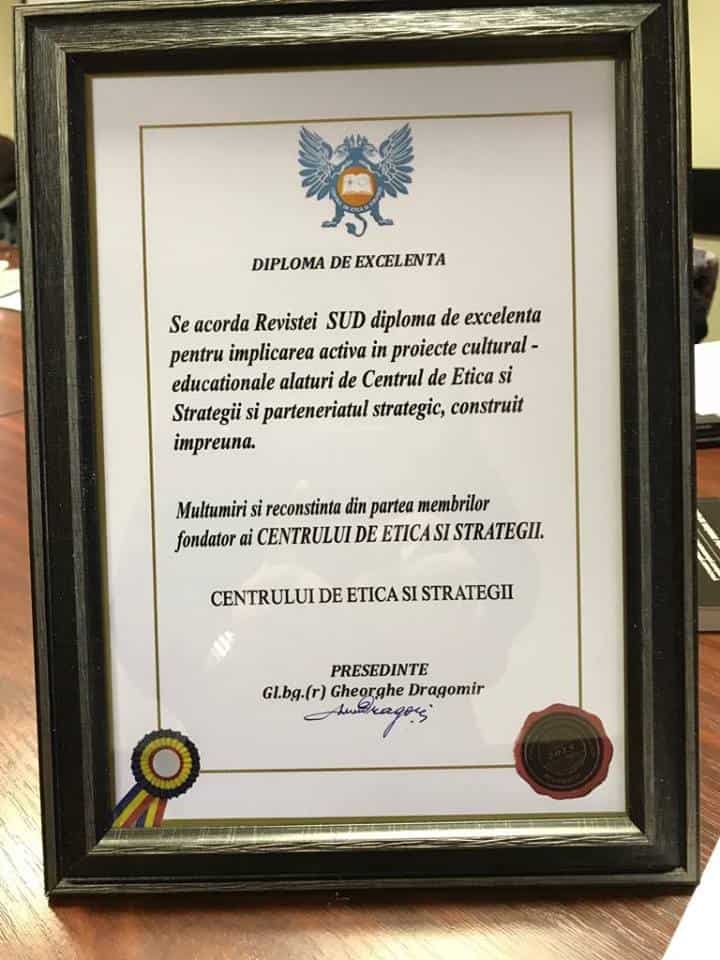 DIPLOMA DE EXCELENTA
Se acorda Revistei SUD diploma de excelenta
pentru implicarea activa in proiecte cultural -
educationale alaturi de Centrul de Etica si
Strategii si parteneriatul strategic, construit
impreuna.
Multumiri si reconstinta din partea membrilor
fondator ai CENTRULUI DE ETICA SI STRATEGII.
CENTRULUI DE ETICA SI STRATEGII
PRESEDINTE
Gl.bg.(r) Gheorghe Dragomir